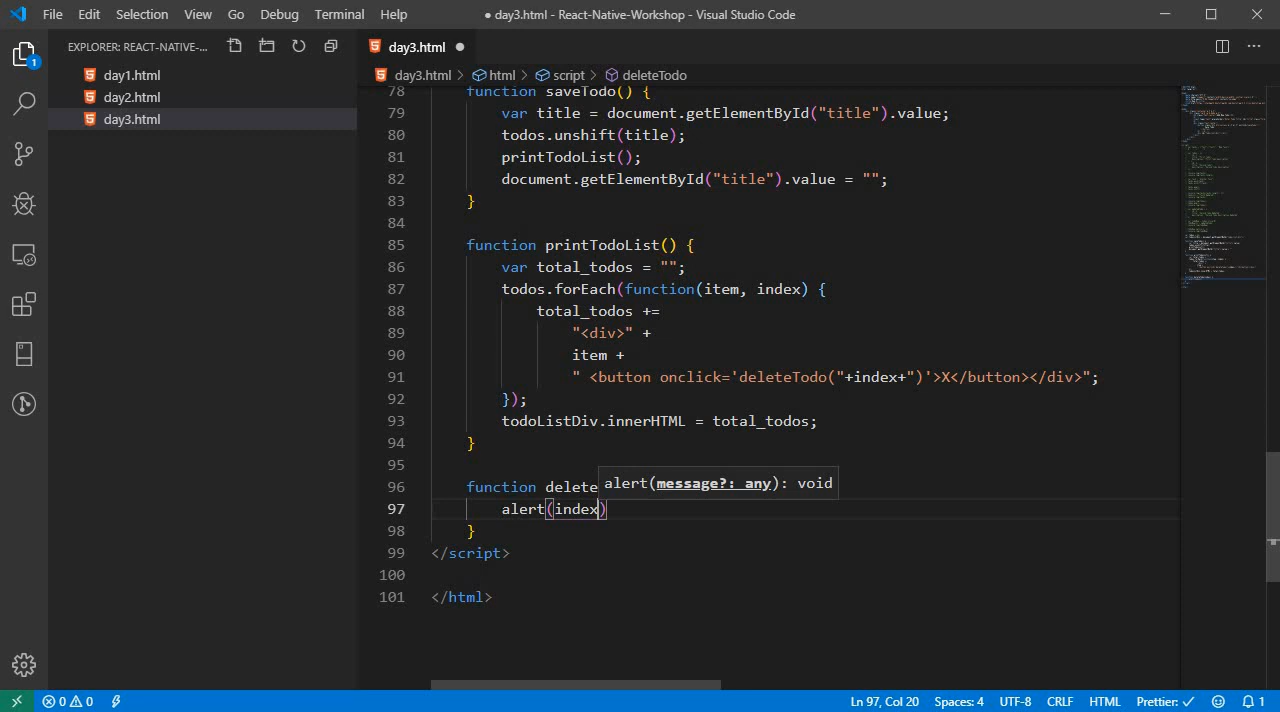 File Edit Selection View Go Debug Terminal Help ● day3.html - React-Native-Workshop - Visual Studio Code
1
EXPLORER: REACT-NATIVE-...
day1.html
day2.html
day3.html
day3.html ●
day3.html > html > script > deleteTodo
78 function saveTodo() {
79 var title = document.getElementById("title").value;
80 todos.unshift(title);
81 printTodoList();
82 document.getElementById("title").value = "";
83 }
84
85 function printTodoList() {
86 var total_todos = "";
87 todos.forEach(function(item, index) {
88 total_todos +=
89 "<div>" +
90 item +
91 " <button onclick='deleteTodo("+index+")'>X</button></div>";
92 });
93 todoListDiv.innerHTML = total_todos;
94 }
95
alert(message?: any): void
96 function delete
97 alert(index)
98 }
99 </script>
100
101 </html>
0 0 Ln 97, Col 20 Spaces: 4 UTF-8 CRLF HTML Prettier: ✓ 1